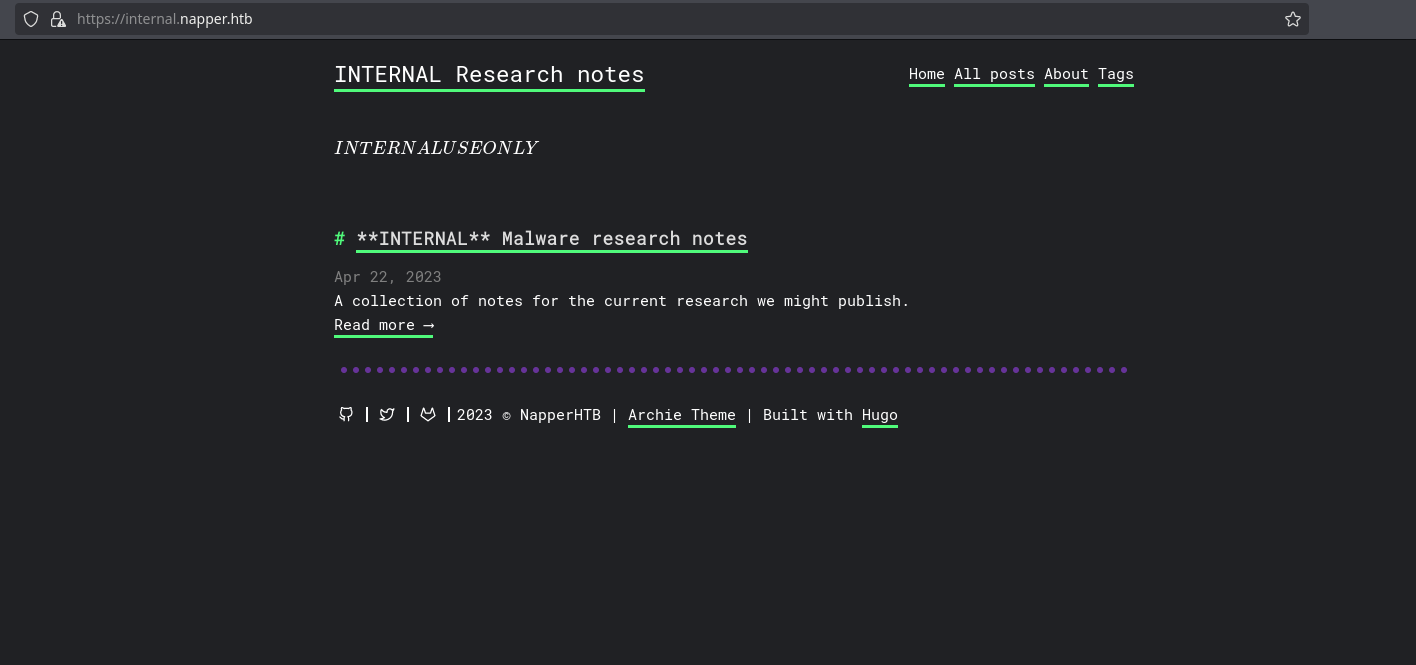 https://internal.napper.htb
INTERNAL Research notes
Home All posts About Tags
INTERNALUSEONLY
# **INTERNAL** Malware research notes
Apr 22, 2023
A collection of notes for the current research we might publish.
Read more ⟶
2023 © NapperHTB | Archie Theme | Built with Hugo